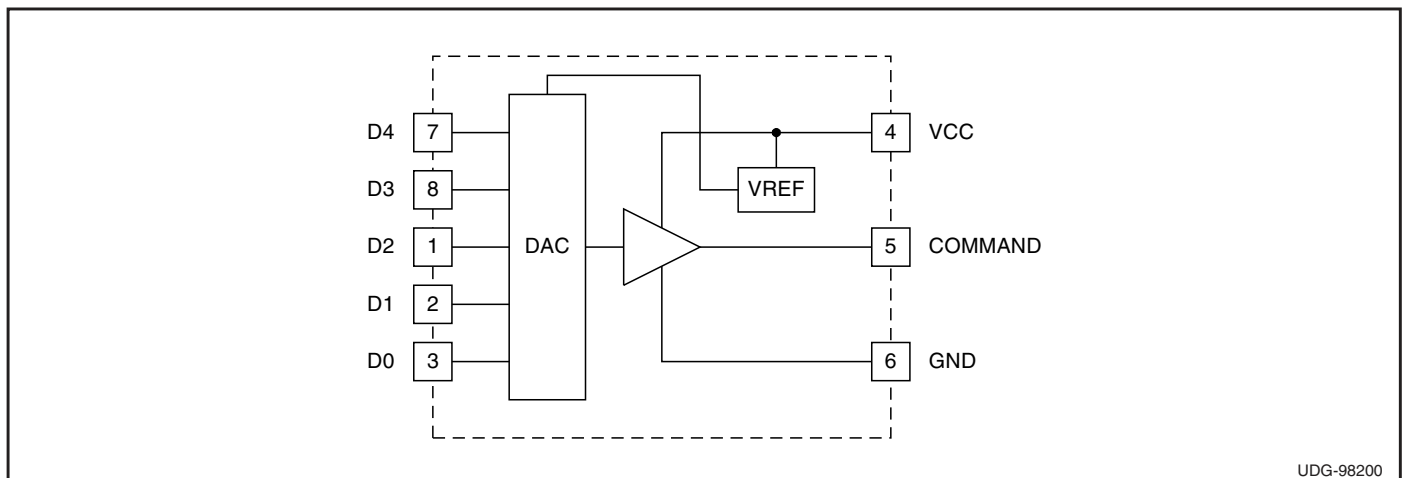 D4 7 4 VCC
VREF
D3 8
D2 1 DAC 5 COMMAND
D1 2
D0 3 6 GND
UDG-98200